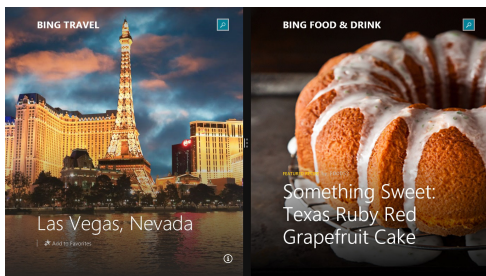 BING TRAVEL
Las Vegas, Nevada
Add to Favorites
BING FOOD & DRINK
Something Sweet:
Texas Ruby Red
Grapefruit Cake